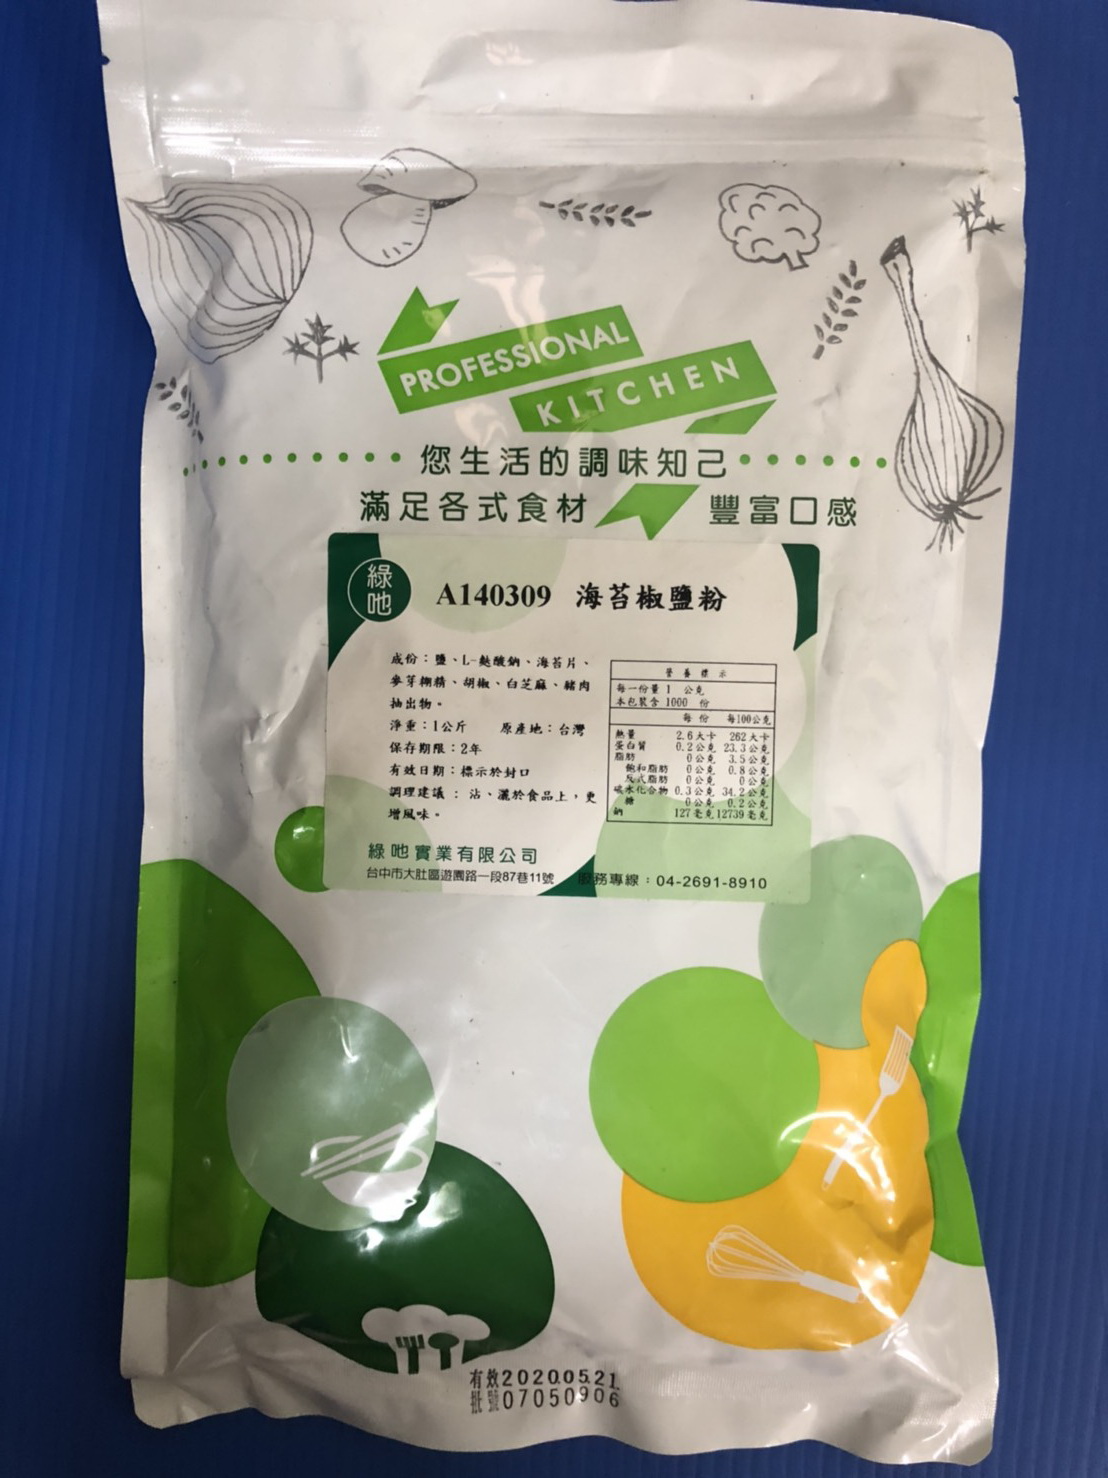 PROFESSIONAL
KITCHEN
您生活的調味知己
滿足各式食材 豐富口感
綠吔 A140309 海苔椒鹽粉
成份：鹽、L-麩酸鈉、海苔片、
麥芽糊精、胡椒、白芝麻、豬肉
抽出物。
淨重：1公斤 原產地：台灣
保存期限：2年
有效日期：標示於封口
調理建議：沾、灑於食品上，更
增風味。
營養標示
每一份量 1 公克
本包裝含 1000 份
每份 每100公克
熱量 2.6大卡 262大卡
蛋白質 0.2公克 23.3公克
脂肪 0公克 3.5公克
飽和脂肪 0公克 0.8公克
反式脂肪 0公克 0公克
碳水化合物 0.3公克 34.2公克
糖 0公克 0.2公克
鈉 127毫克 12739毫克
綠吔實業有限公司
台中市大肚區遊園路一段87巷11號 服務專線：04-2691-8910
有效2020.05.21
批號07050906